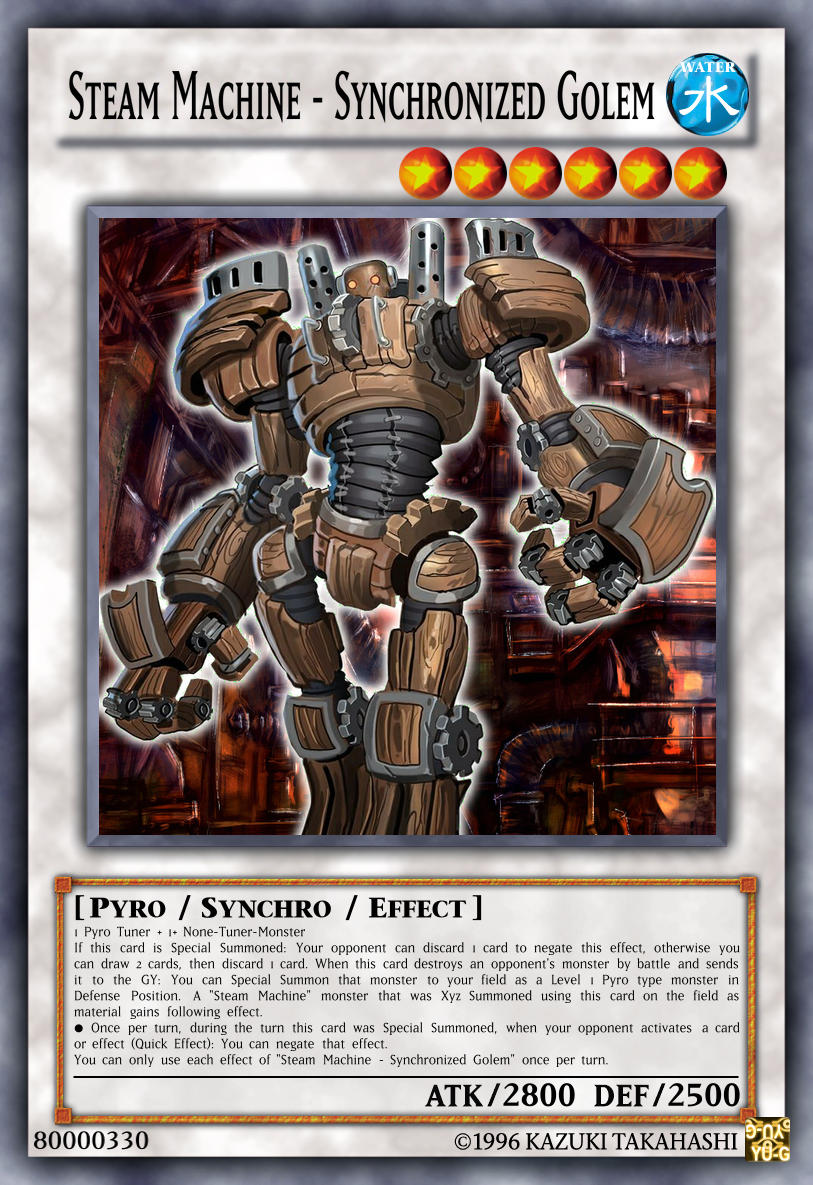 STEAM MACHINE - SYNCHRONIZED GOLEM
WATER
水
[ PYRO / SYNCHRO / EFFECT ]
1 Pyro Tuner + 1+ None-Tuner-Monster
If this card is Special Summoned: Your opponent can discard 1 card to negate this effect, otherwise you
can draw 2 cards, then discard 1 card. When this card destroys an opponent's monster by battle and sends
it to the GY: You can Special Summon that monster to your field as a Level 1 Pyro type monster in
Defense Position. A "Steam Machine" monster that was Xyz Summoned using this card on the field as
material gains following effect.
● Once per turn, during the turn this card was Special Summoned, when your opponent activates a card
or effect (Quick Effect): You can negate that effect.
You can only use each effect of "Steam Machine - Synchronized Golem" once per turn.
ATK/2800 DEF/2500
80000330
©1996 KAZUKI TAKAHASHI